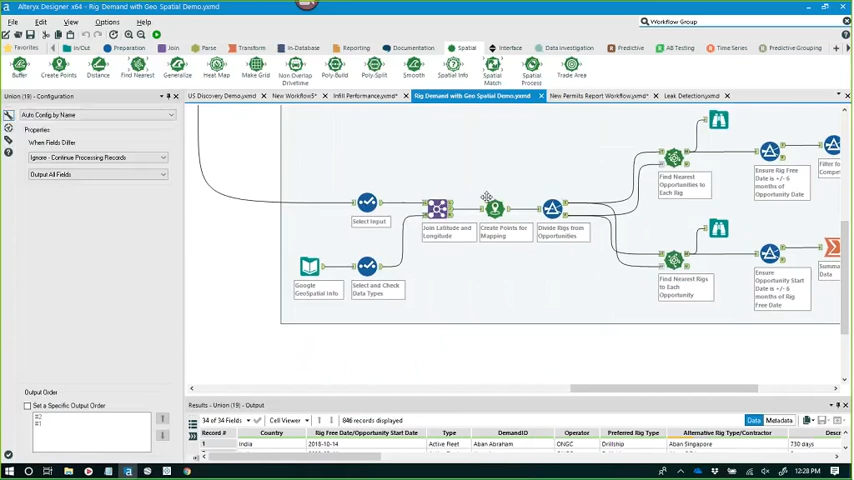 Alteryx Designer x64 - Rig Demand with Geo Spatial Demo.yxmd
File Edit View Options Help
Workflow Group
Favorites In/Out Preparation Join Parse Transform In-Database Reporting Documentation Spatial Interface Data Investigation Predictive AB Testing Time Series Predictive Grouping
Buffer Create Points Distance Find Nearest Generalize Heat Map Make Grid Non Overlap Drivetime Poly-Build Poly-Split Smooth Spatial Info Spatial Match Spatial Process Trade Area
Union (19) - Configuration
US Discovery Demo.yxmd New Workflow5* Infill Performance.yxmd* Rig Demand with Geo Spatial Demo.yxmd New Permits Report Workflow.yxmd* Leak Detection.yxmd
Auto Config by Name
Properties
When Fields Differ
Ignore - Continue Processing Records
Output All Fields
Find Nearest
Opportunities to
Each Rig
Ensure Rig Free
Date is +/- 6
months of
Opportunity Date
Filter fo
Compet
Select Input
Join Latitude and
Longitude
Create Points for
Mapping
Divide Rigs from
Opportunities
Google
GeoSpatial Info
Select and Check
Data Types
Find Nearest Rigs
to Each
Opportunity
Ensure
Opportunity Start
Date is +/- 6
months of Rig
Free Date
Summa
Data
Output Order
Set a Specific Output Order
#2
#1
Results - Union (19) - Output
34 of 34 Fields Cell Viewer 846 records displayed Data Metadata
Record # Country Rig Free Date/Opportunity Start Date Type DemandID Operator Preferred Rig Type Alternative Rig Type/Contractor Des
1 India 2018-10-14 Active Fleet Aban Abraham ONGC Drillship Aban Singapore 730 days
12:28 PM